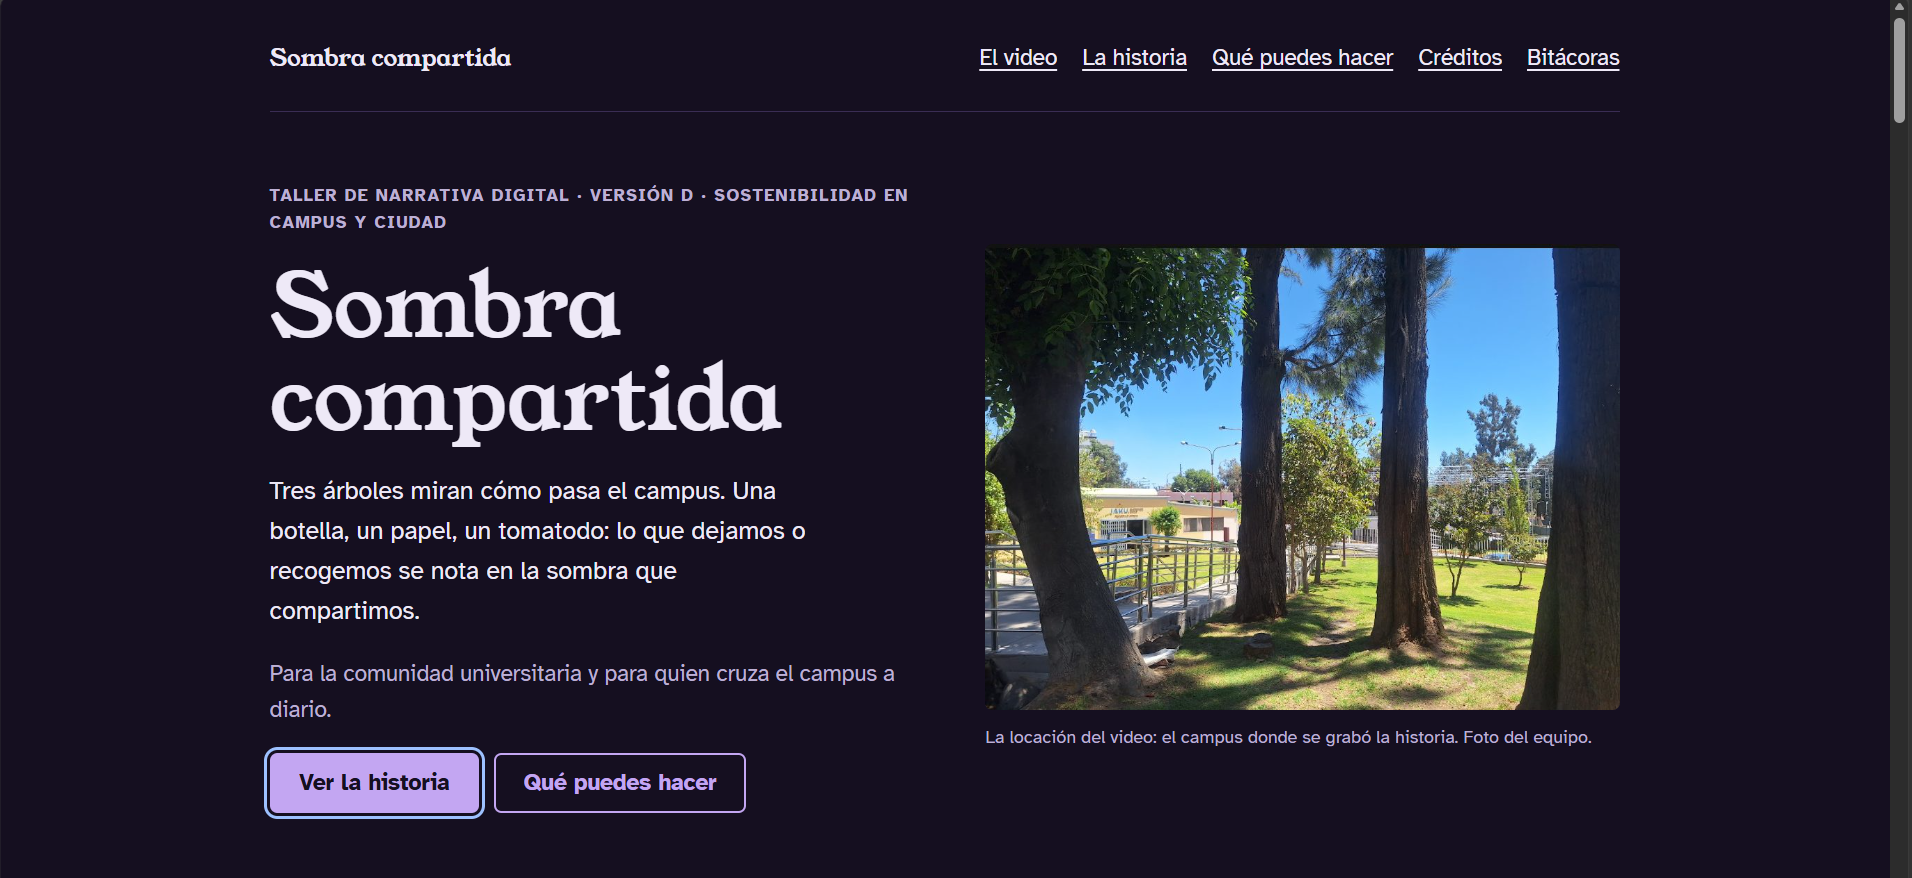 Sombra compartida
El video La historia Qué puedes hacer Créditos Bitácoras
TALLER DE NARRATIVA DIGITAL · VERSIÓN D · SOSTENIBILIDAD EN
CAMPUS Y CIUDAD
Sombra
compartida
Tres árboles miran cómo pasa el campus. Una
botella, un papel, un tomatodo: lo que dejamos o
recogemos se nota en la sombra que
compartimos.
Para la comunidad universitaria y para quien cruza el campus a
diario.
Ver la historia Qué puedes hacer
La locación del video: el campus donde se grabó la historia. Foto del equipo.